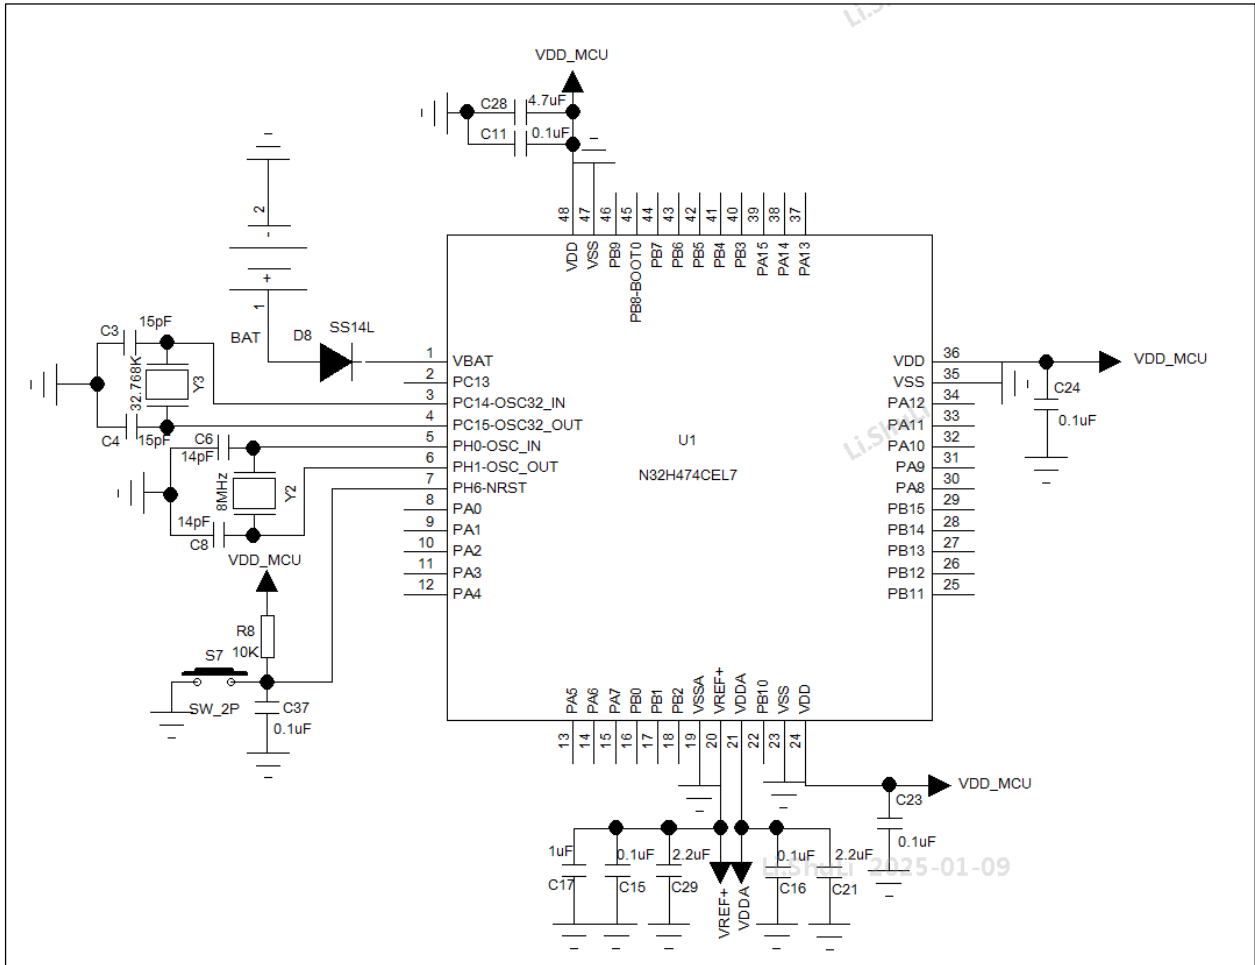 Li.Sh
VDD_MCU
C28
4.7uF
C11
0.1uF
2
-
+
1
BAT
D8
SS14L
48
47
46
45
44
43
42
41
40
39
38
37
VDD
VSS
PB9
PB8-BOOT0
PB7
PB6
PB5
PB4
PB3
PA15
PA14
PA13
C3
15pF
32.768K
Y3
C4
15pF
C6
14pF
8MHz
Y2
14pF
C8
VDD_MCU
R8
10K
S7
SW_2P
C37
0.1uF
1 VBAT
2 PC13
3 PC14-OSC32_IN
4 PC15-OSC32_OUT
5 PH0-OSC_IN
6 PH1-OSC_OUT
7 PH6-NRST
8 PA0
9 PA1
10 PA2
11 PA3
12 PA4
U1
N32H474CEL7
Li.ShuLi
VDD 36
VSS 35
PA12 34
PA11 33
PA10 32
PA9 31
PA8 30
PB15 29
PB14 28
PB13 27
PB12 26
PB11 25
VDD_MCU
C24
0.1uF
PA5
PA6
PA7
PB0
PB1
PB2
VSSA
VREF+
VDDA
PB10
VSS
VDD
13
14
15
16
17
18
19
20
21
22
23
24
VDD_MCU
C23
0.1uF
1uF
C17
0.1uF
C15
2.2uF
C29
VREF+
VDDA
0.1uF
C16
2.2uF
C21
Li.ShuLi 2025-01-09